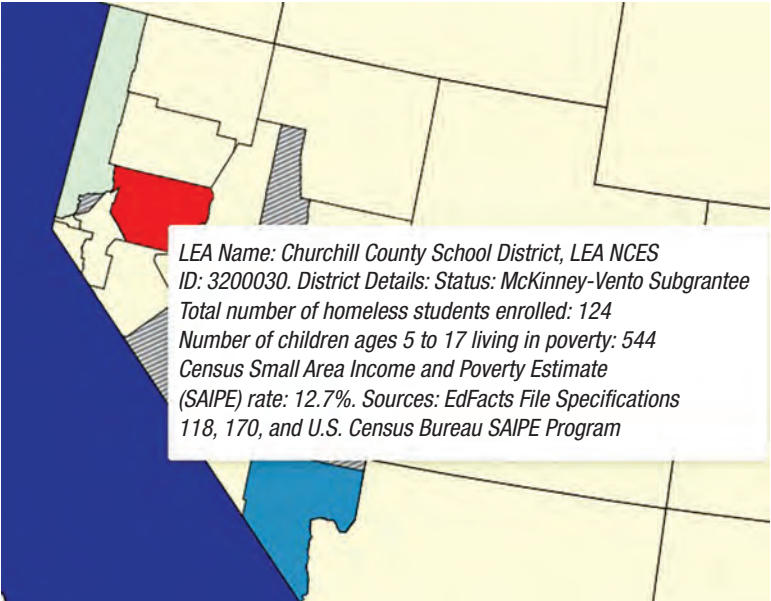 LEA Name: Churchill County School District, LEA NCES
ID: 3200030. District Details: Status: McKinney-Vento Subgrantee
Total number of homeless students enrolled: 124
Number of children ages 5 to 17 living in poverty: 544
Census Small Area Income and Poverty Estimate
(SAIPE) rate: 12.7%. Sources: EdFacts File Specifications
118, 170, and U.S. Census Bureau SAIPE Program